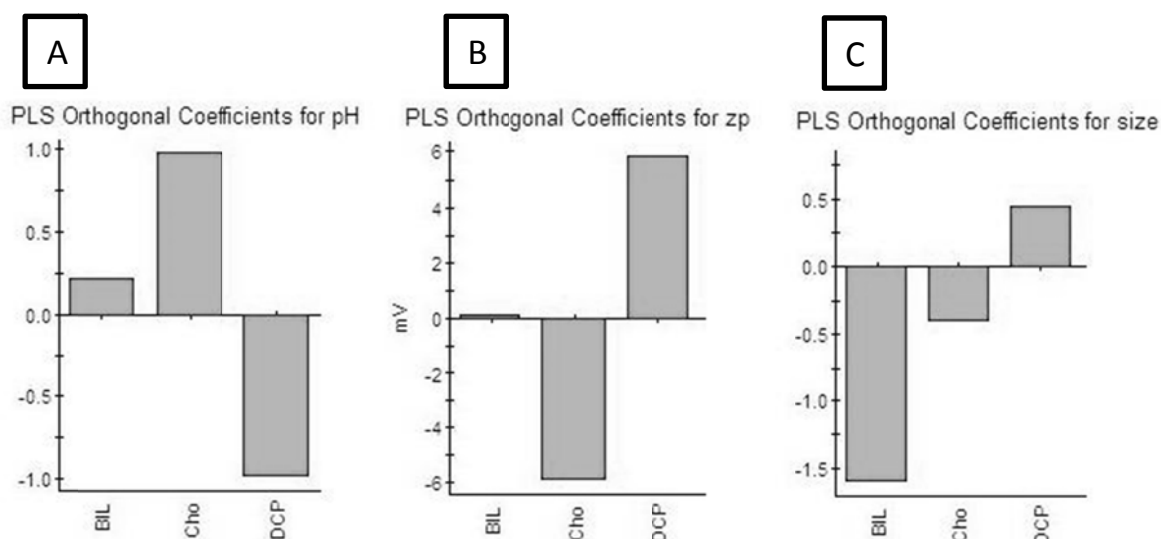 A
B
C
PLS Orthogonal Coefficients for pH
1.0
0.5
0.0
-0.5
-1.0
BIL
Cho
DCP
PLS Orthogonal Coefficients for zp
mV
6
4
2
0
-2
-4
-6
BIL
Cho
DCP
PLS Orthogonal Coefficients for size
0.5
0.0
-0.5
-1.0
-1.5
BIL
Cho
DCP